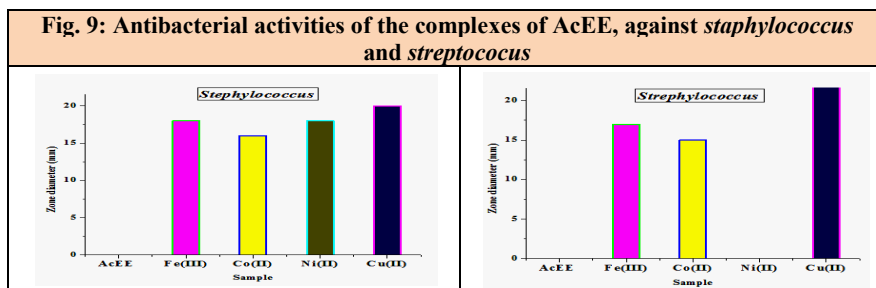 Fig. 9: Antibacterial activities of the complexes of AcEE, against staphylococcus
and streptococus
Stephylococcus
20
15
10
5
0
Zone diameter (mm)
AcEE Fe(III) Co(II) Ni(II) Cu(II)
Sample
Strephylococcus
20
15
10
5
0
Zone diameter (mm)
AcEE Fe(III) Co(II) Ni(II) Cu(II)
Sample